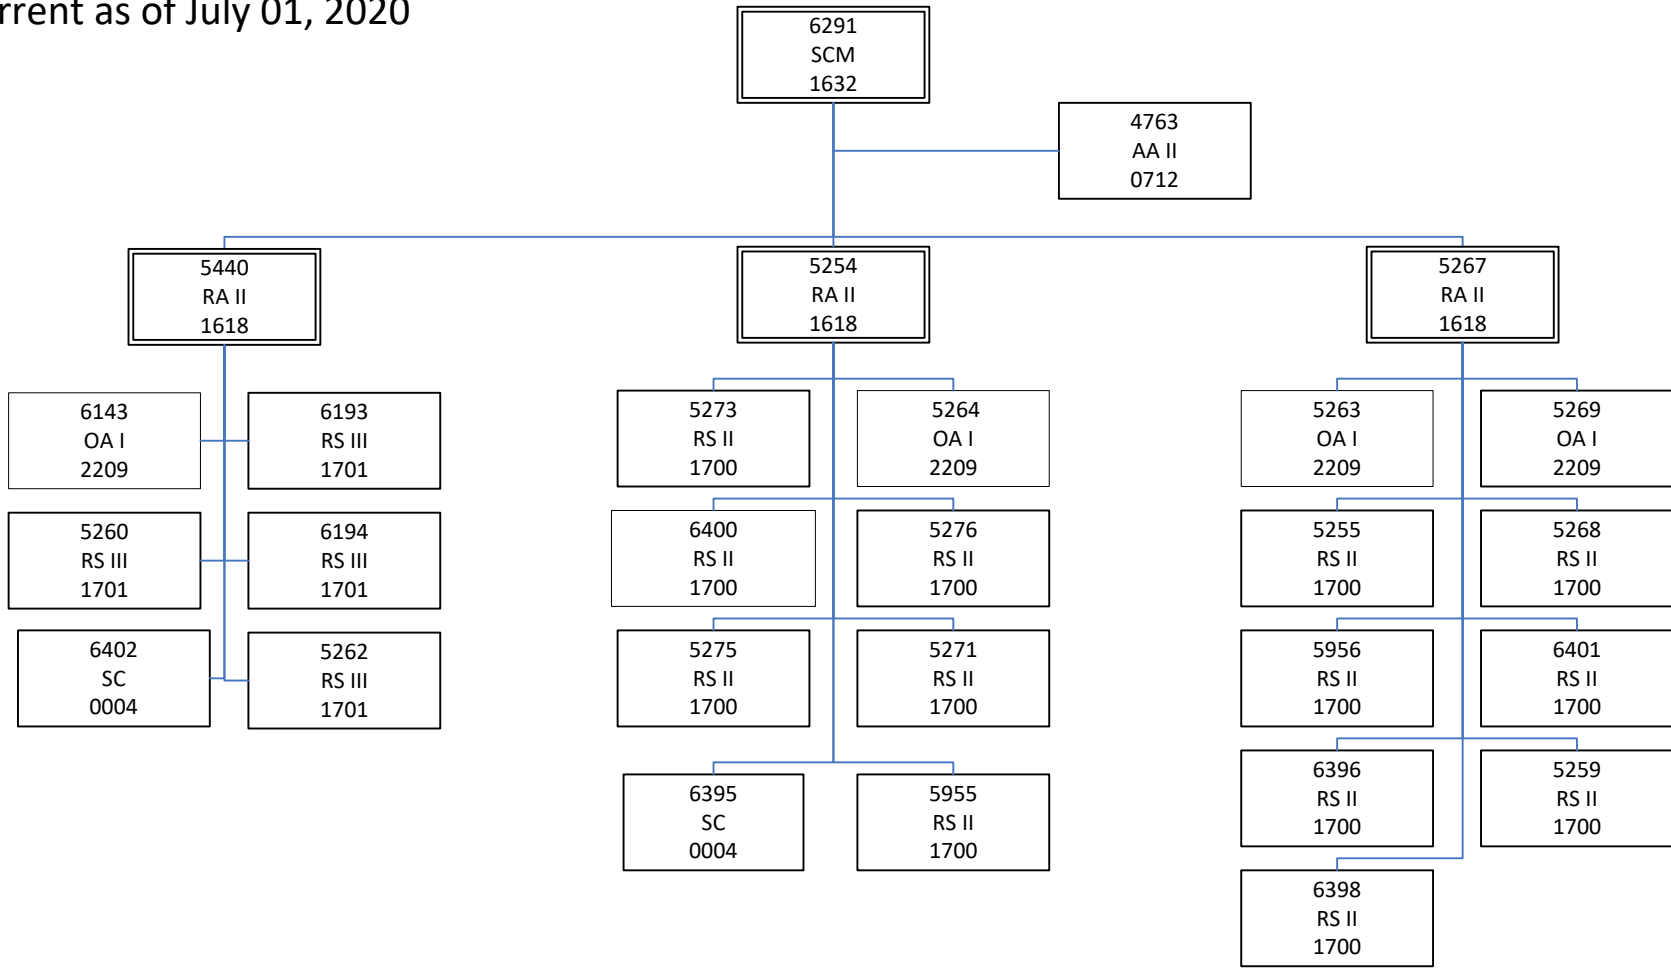 rrent as of July 01, 2020
6291
SCM
1632
4763
AA II
0712
5440
RA II
1618
5254
RA II
1618
5267
RA II
1618
6143
OA I
2209
6193
RS III
1701
5260
RS III
1701
6194
RS III
1701
6402
SC
0004
5262
RS III
1701
5273
RS II
1700
5264
OA I
2209
6400
RS II
1700
5276
RS II
1700
5275
RS II
1700
5271
RS II
1700
6395
SC
0004
5955
RS II
1700
5263
OA I
2209
5269
OA I
2209
5255
RS II
1700
5268
RS II
1700
5956
RS II
1700
6401
RS II
1700
6396
RS II
1700
5259
RS II
1700
6398
RS II
1700